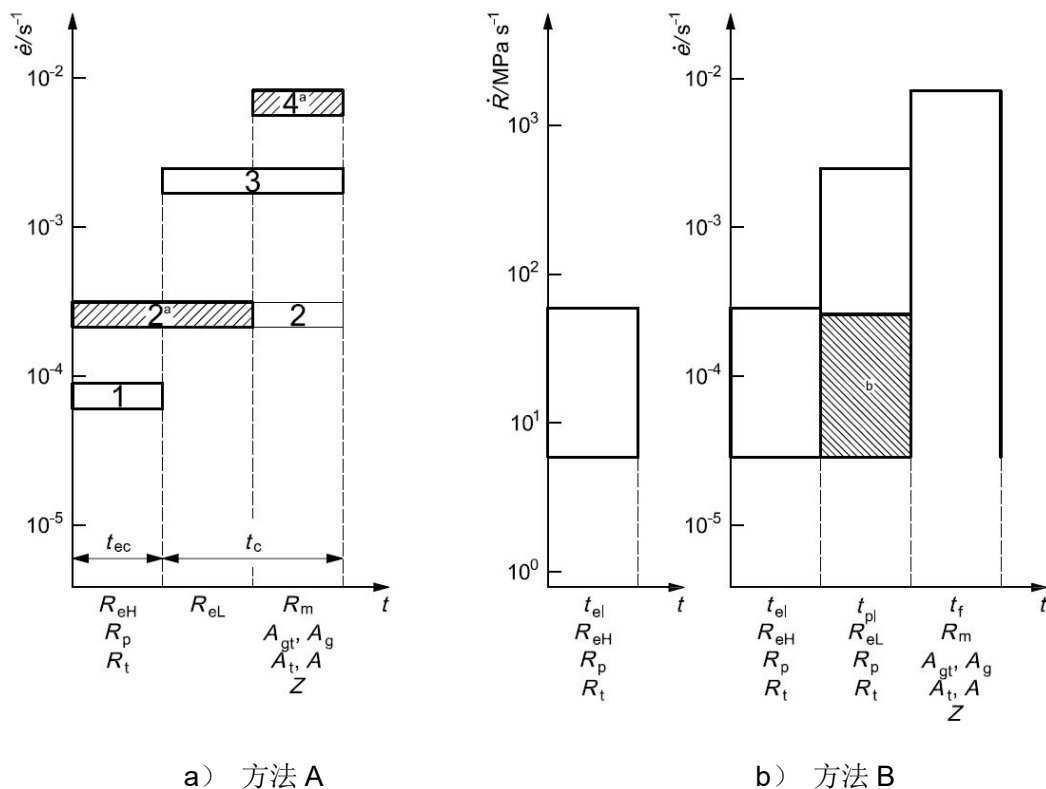 ė/s⁻¹
10⁻²
10⁻³
10⁻⁴
10⁻⁵
4ᵃ
3
2ᵃ
2
1
t_ec
t_c
R_eH
R_p
R_t
R_eL
R_m
A_gt, A_g
A_t, A
Z
t
a） 方法 A
Ṙ/MPa s⁻¹
10³
10²
10¹
10⁰
t_el
R_eH
R_p
R_t
t
ė/s⁻¹
10⁻²
10⁻³
10⁻⁴
10⁻⁵
b
t_el
R_eH
R_p
R_t
t_pl
R_eL
R_p
R_t
t_f
R_m
A_gt, A_g
A_t, A
Z
t
b） 方法 B